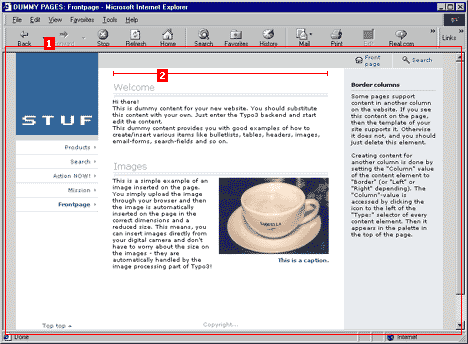 DUMMY PAGES: Frontpage - Microsoft Internet Explorer
File Edit View Favorites Tools Help
Back Stop Refresh Home Search Favorites History Mail Print Edit Real.com Links
1
2
Front page
Search
STUF
Products
Search
Action NOW!
Mission
Frontpage
Welcome
Hi there!
This is dummy content for your new website. You should substitute
this content with your own. Just enter the Typo3 backend and start
edit the content.
This dummy content provides you with good examples of how to
create/insert various items like bulletlists, tables, headers, images,
email-forms, search-fields and so on.
Images
This is a simple example of an
image inserted on the page.
You simply upload the image
through your browser and then
the image is automatically
inserted on the page in the
correct dimensions and a
reduced size. This means, you
can insert images directly from
your digital camera and don't
have to worry about the size on
the images - they are
automatically handled by the
image processing part of Typo3!
This is a caption.
Border columns
Some pages support
content in another column
on the website. If you see
this content on the page,
then the template of your
site supports it. Otherwise
it does not, and you should
just delete this element.
Creating content for
another column is done by
setting the "Column" value
of the content element to
"Border" (or "Left" or
"Right" depending). The
"Column"-value is
accessed by clicking the
icon to the left of the
"Type:" selector of every
content element. Then it
appears in the palette in
the top of the page.
Top top
Copyright...
Done
Internet